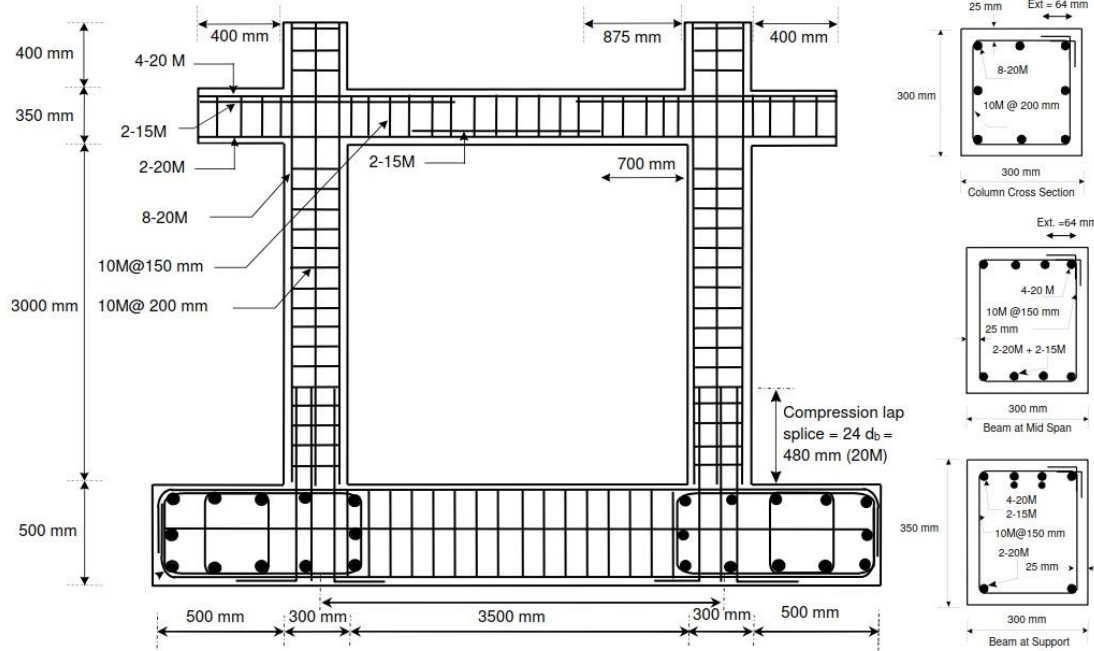 400 mm
875 mm
400 mm
400 mm
4-20 M
350 mm
2-15M
2-20M
2-15M
700 mm
8-20M
10M@150 mm
10M@ 200 mm
3000 mm
Compression lap
splice = 24 db =
480 mm (20M)
500 mm
500 mm
300 mm
3500 mm
300 mm
500 mm
25 mm
Ext = 64 mm
8-20M
300 mm
10M @ 200 mm
300 mm
Column Cross Section
Ext. =64 mm
4-20 M
10M @150 mm
25 mm
2-20M + 2-15M
300 mm
Beam at Mid Span
4-20M
2-15M
350 mm
10M@150 mm
2-20M
25 mm
300 mm
Beam at Support